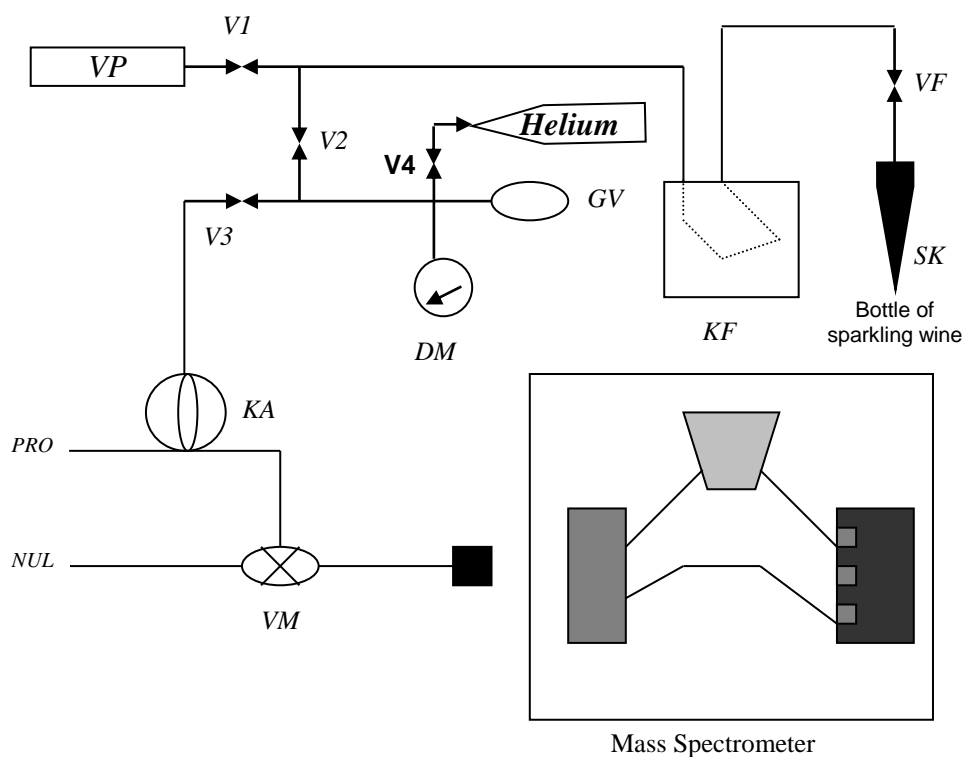 V1
VP
VF
Helium
V2
V4
GV
V3
SK
Bottle of
sparkling wine
KF
DM
KA
PRO
NUL
VM
Mass Spectrometer